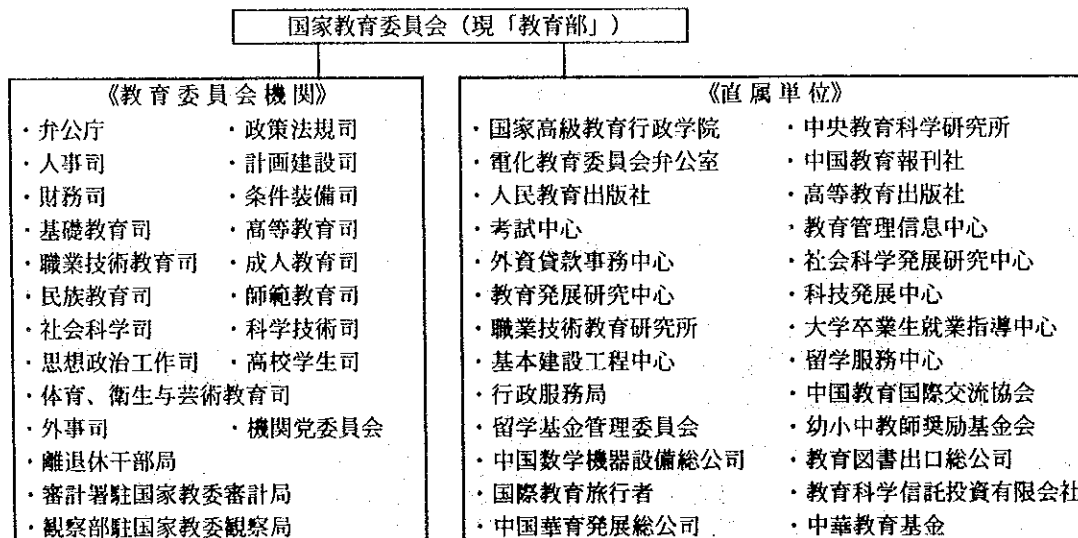 国家教育委員会（現「教育部」）
《教育委員会機関》
・弁公庁　・政策法規司
・人事司　・計画建設司
・財務司　・条件装備司
・基礎教育司　・高等教育司
・職業技術教育司　・成人教育司
・民族教育司　・師範教育司
・社会科学司　・科学技術司
・思想政治工作司　・高校学生司
・体育、衛生与芸術教育司
・外事司　・機関党委員会
・離退休干部局
・審計署駐国家教委審計局
・観察部駐国家教委観察局
《直属単位》
・国家高級教育行政学院　・中央教育科学研究所
・電化教育委員会弁公室　・中国教育報刊社
・人民教育出版社　・高等教育出版社
・考試中心　・教育管理信息中心
・外資貸款事務中心　・社会科学発展研究中心
・教育発展研究中心　・科技発展中心
・職業技術教育研究所　・大学卒業生就業指導中心
・基本建設工程中心　・留学服務中心
・行政服務局　・中国教育国際交流協会
・留学基金管理委員会　・幼小中教師奨励基金会
・中国数学機器設備総公司　・教育図書出口総公司
・国際教育旅行者　・教育科学信託投資有限会社
・中国華育発展総公司　・中華教育基金